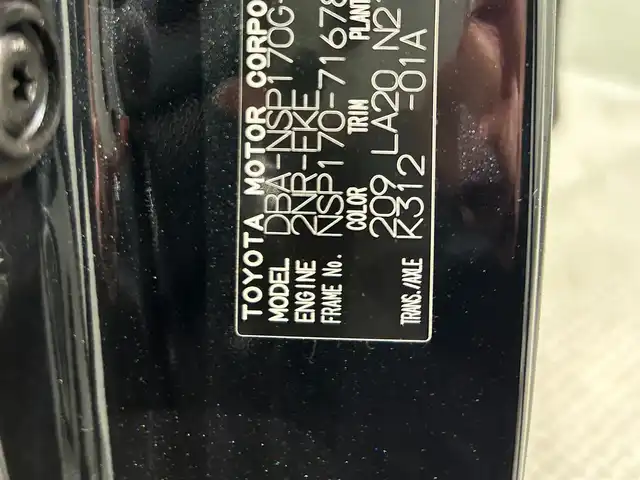 TOYOTA MOTOR CORPO
MODEL DBA-NSP170G-
ENGINE 2NR-FKE
FRAME No. NSP170-71678
COLOR TRIM PLANT
209 LA20 N2
TRANS./AXLE K312 -01A